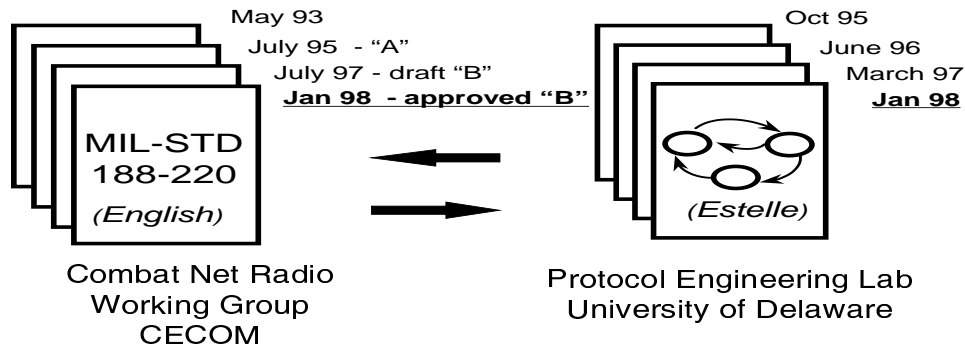 May 93
July 95 - “A”
July 97 - draft “B”
Jan 98 - approved “B”
MIL-STD
188-220
(English)
Combat Net Radio
Working Group
CECOM
Oct 95
June 96
March 97
Jan 98
(Estelle)
Protocol Engineering Lab
University of Delaware